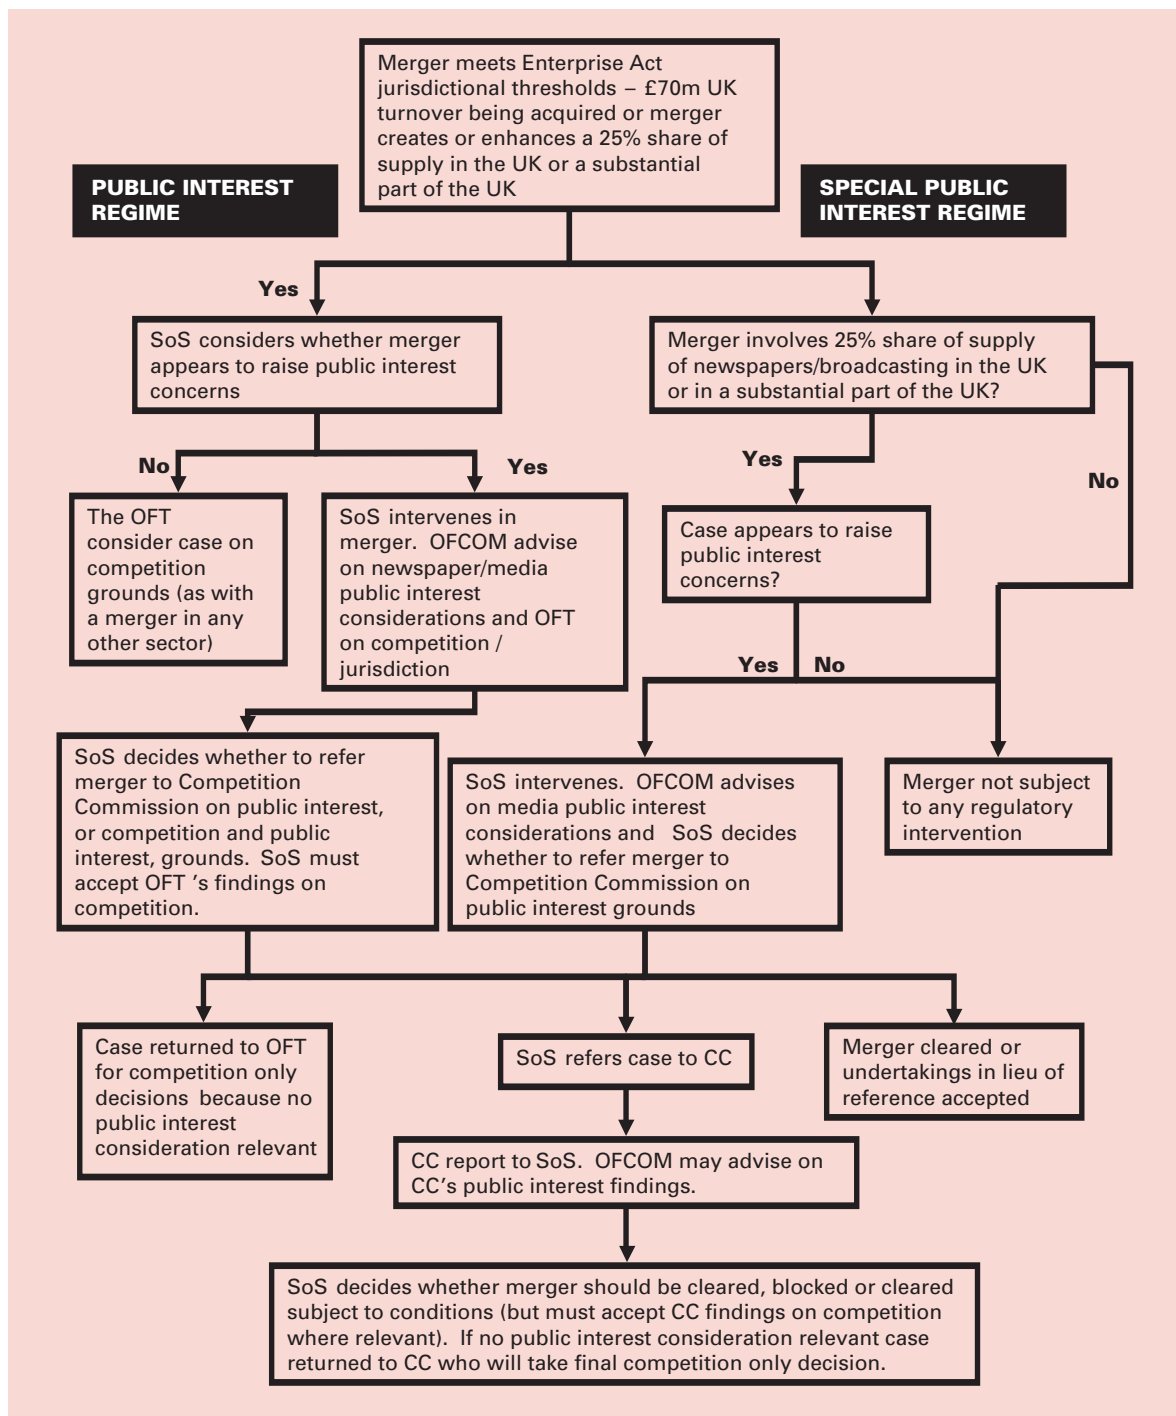 Merger meets Enterprise Act
jurisdictional thresholds – £70m UK
turnover being acquired or merger
creates or enhances a 25% share of
supply in the UK or a substantial
part of the UK
PUBLIC INTEREST
REGIME
SPECIAL PUBLIC
INTEREST REGIME
Yes
SoS considers whether merger
appears to raise public interest
concerns
Merger involves 25% share of supply
of newspapers/broadcasting in the UK
or in a substantial part of the UK?
No
Yes
Yes
No
The OFT
consider case on
competition
grounds (as with
a merger in any
other sector)
SoS intervenes in
merger. OFCOM advise
on newspaper/media
public interest
considerations and OFT
on competition /
jurisdiction
Case appears to raise
public interest
concerns?
Yes
No
SoS decides whether to refer
merger to Competition
Commission on public interest,
or competition and public
interest, grounds. SoS must
accept OFT 's findings on
competition.
SoS intervenes. OFCOM advises
on media public interest
considerations and SoS decides
whether to refer merger to
Competition Commission on
public interest grounds
Merger not subject
to any regulatory
intervention
Case returned to OFT
for competition only
decisions because no
public interest
consideration relevant
SoS refers case to CC
Merger cleared or
undertakings in lieu of
reference accepted
CC report to SoS. OFCOM may advise on
CC's public interest findings.
SoS decides whether merger should be cleared, blocked or cleared
subject to conditions (but must accept CC findings on competition
where relevant). If no public interest consideration relevant case
returned to CC who will take final competition only decision.